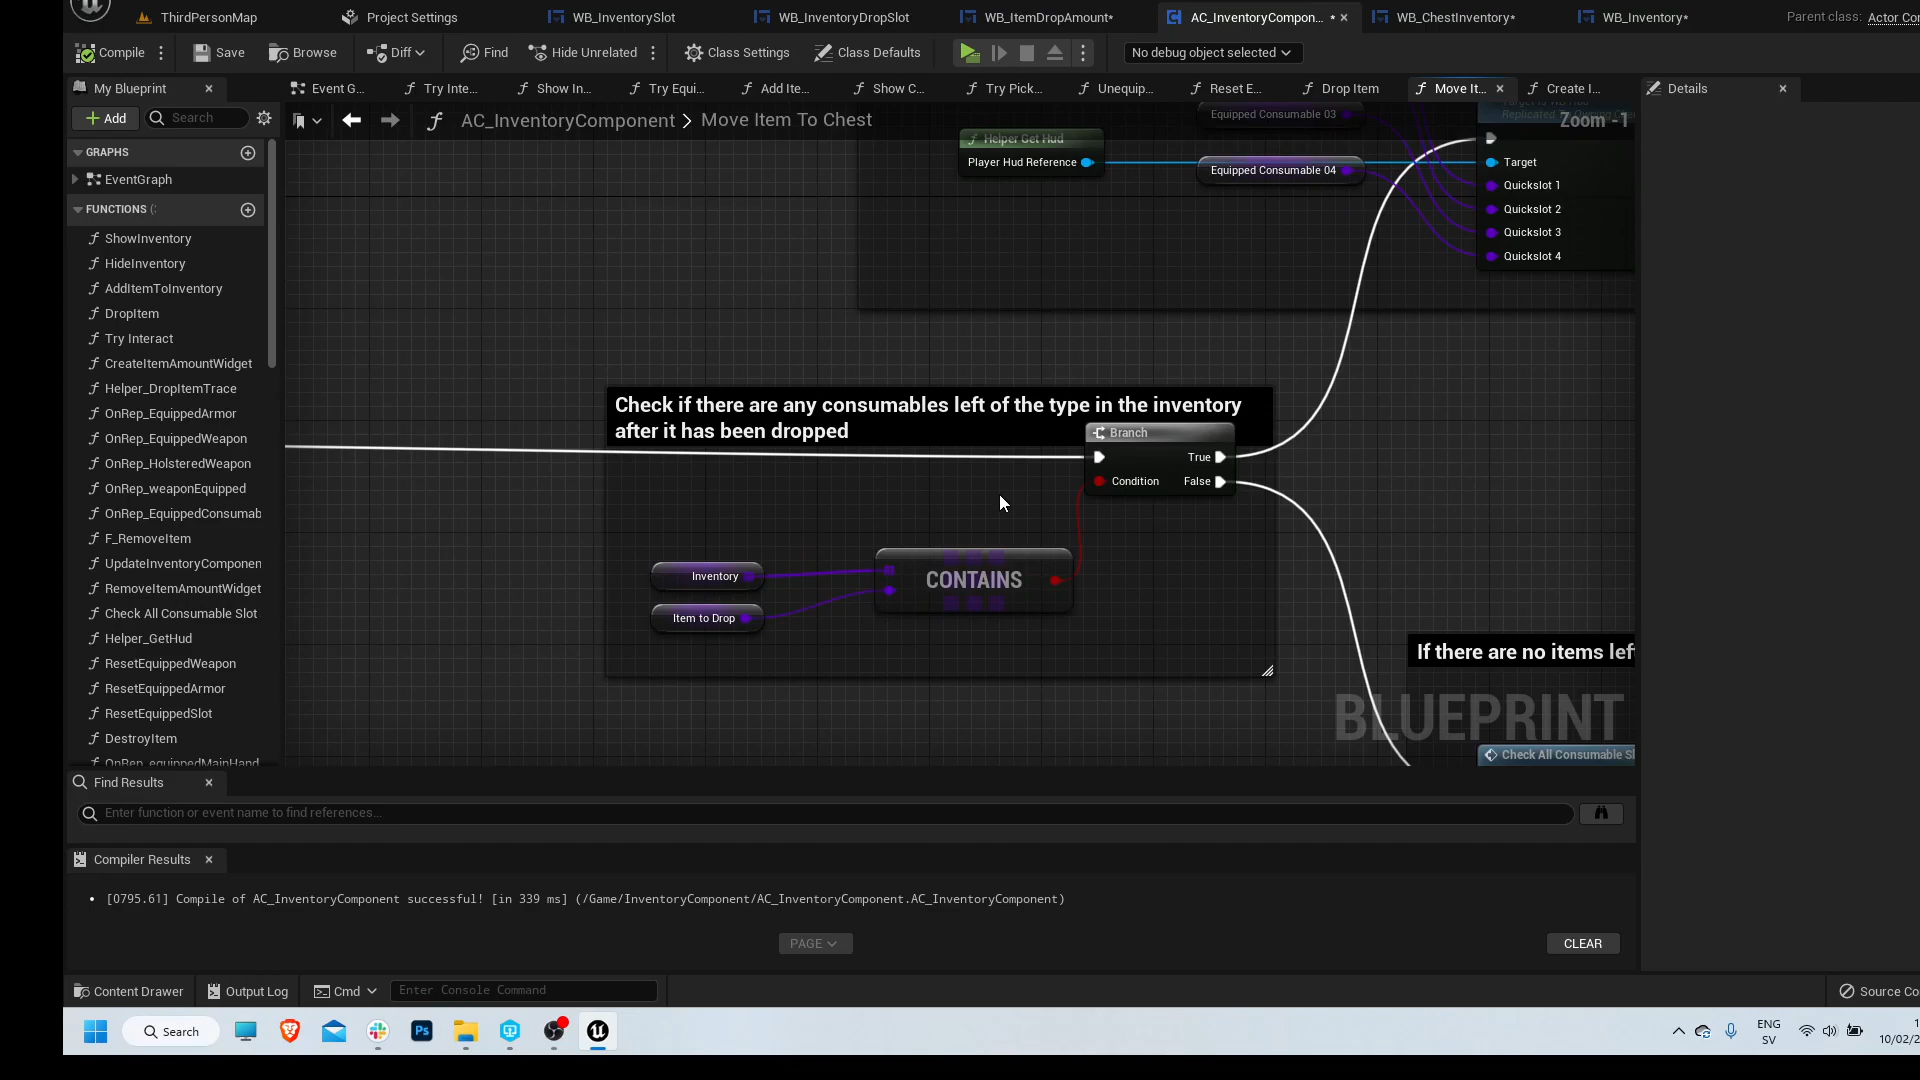 ThirdPersonMap
Project Settings
WB_InventorySlot
WB_InventoryDropSlot
WB_ItemDropAmount*
AC_InventoryCompon... *
WB_ChestInventory*
WB_Inventory*
Parent class: Actor Co
Compile
Save
Browse
Diff
Find
Hide Unrelated
Class Settings
Class Defaults
No debug object selected
My Blueprint
Event G...
Try Inte...
Show In...
Try Equi...
Add Ite...
Show C...
Try Pick...
Unequip...
Reset E...
Drop Item
Move It...
Create I...
Details
Add
Search
AC_InventoryComponent > Move Item To Chest
Zoom -1
GRAPHS
EventGraph
FUNCTIONS (
ShowInventory
HideInventory
AddItemToInventory
DropItem
Try Interact
CreateItemAmountWidget
Helper_DropItemTrace
OnRep_EquippedArmor
OnRep_EquippedWeapon
OnRep_HolsteredWeapon
OnRep_weaponEquipped
OnRep_EquippedConsumab
F_RemoveItem
UpdateInventoryComponen
RemoveItemAmountWidget
Check All Consumable Slot
Helper_GetHud
ResetEquippedWeapon
ResetEquippedArmor
ResetEquippedSlot
DestroyItem
OnRep_equippedMainHand
Equipped Consumable 03
Helper Get Hud
Player Hud Reference
Equipped Consumable 04
Target
Quickslot 1
Quickslot 2
Quickslot 3
Quickslot 4
Check if there are any consumables left of the type in the inventory
after it has been dropped
Branch
True
Condition
False
Inventory
Item to Drop
CONTAINS
If there are no items lef
BLUEPRINT
Check All Consumable Sl
Find Results
Enter function or event name to find references...
Compiler Results
[0795.61] Compile of AC_InventoryComponent successful! [in 339 ms] (/Game/InventoryComponent/AC_InventoryComponent.AC_InventoryComponent)
PAGE
CLEAR
Content Drawer
Output Log
Cmd
Enter Console Command
Source Co
Search
Ps
ENG
SV
1
10/02/2